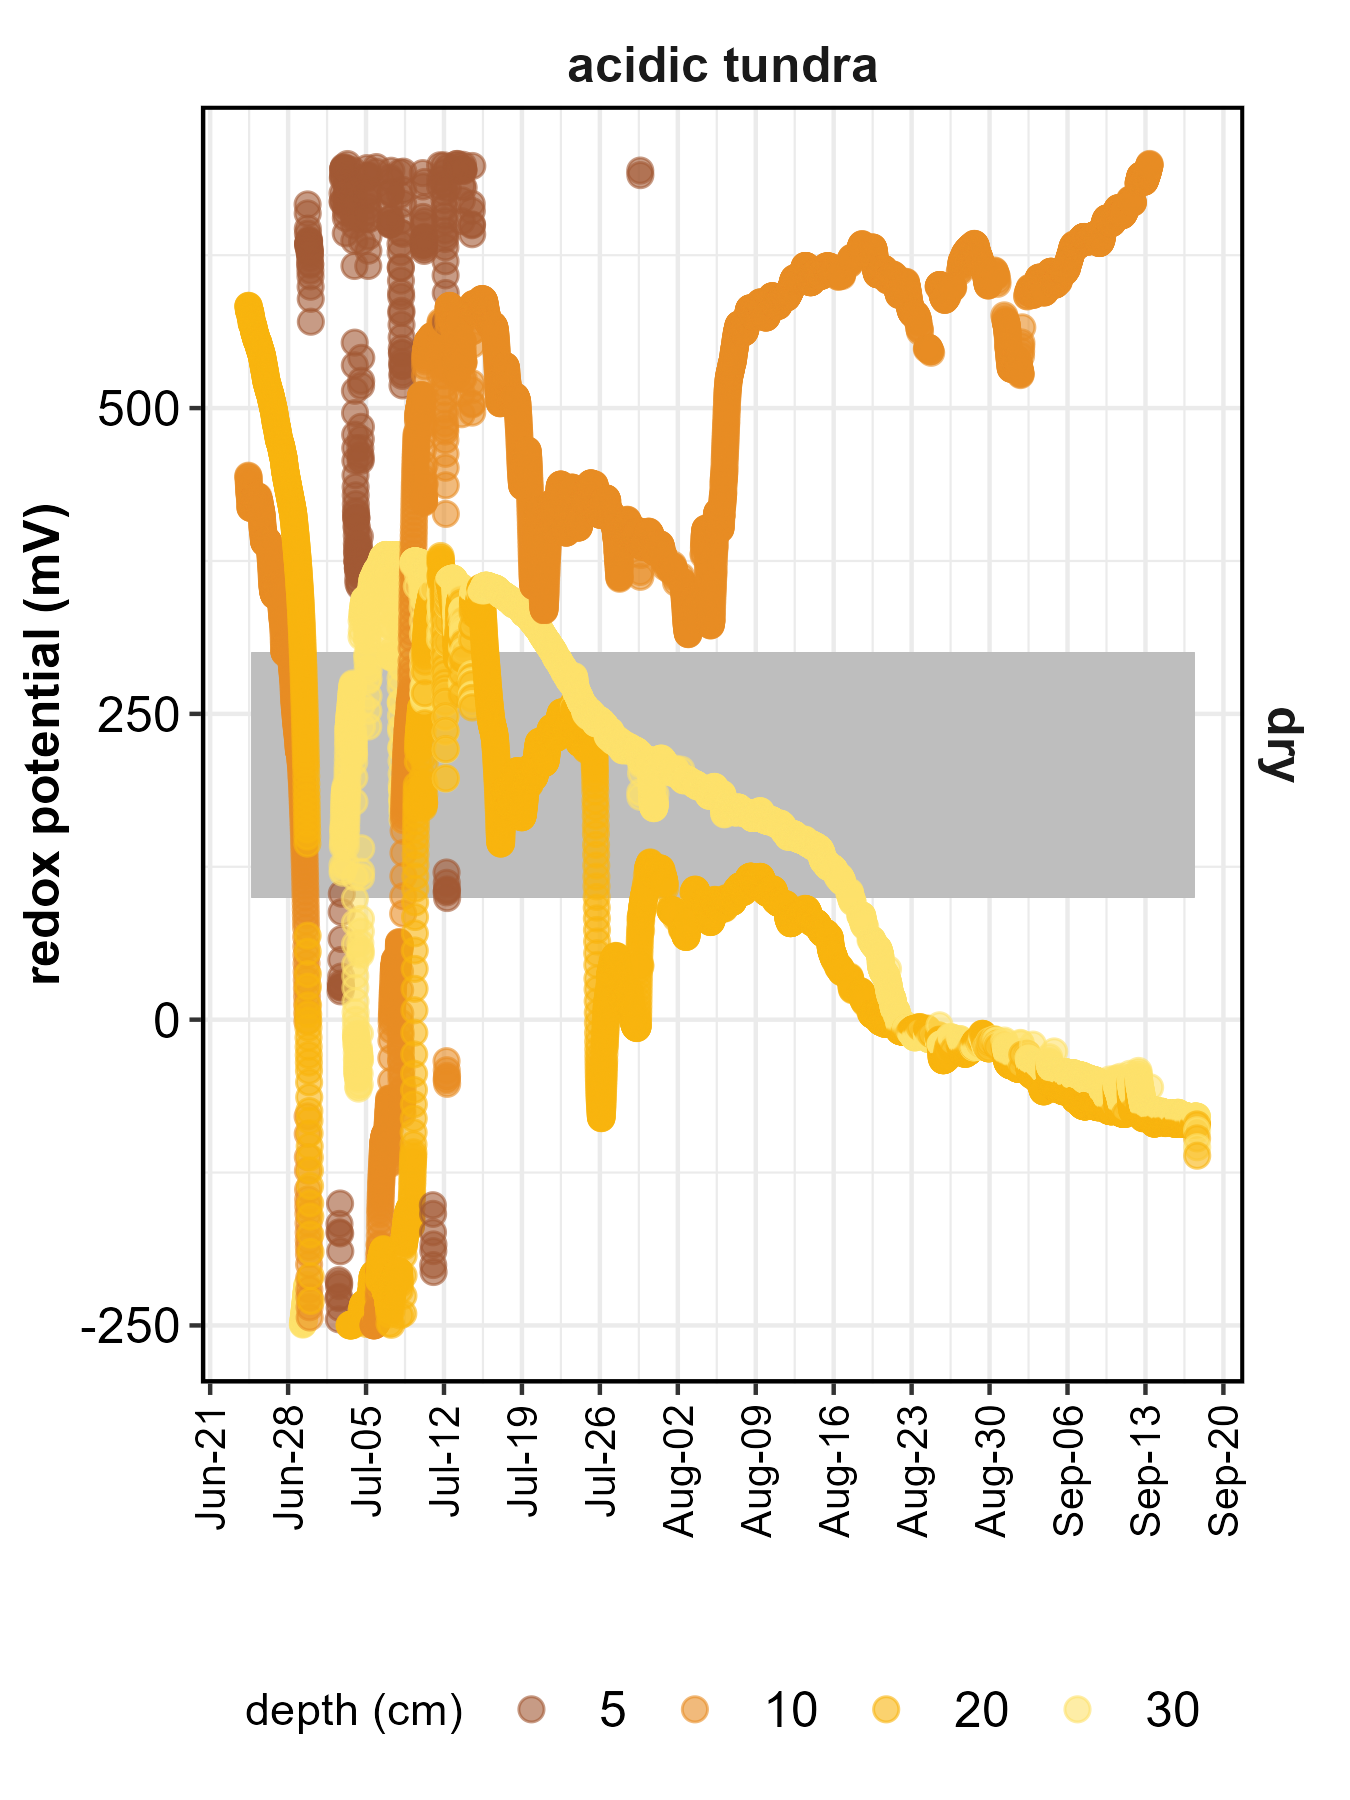 acidic tundra
redox potential (mV)
500
250
0
-250
dry
Jun-21
Jun-28
Jul-05
Jul-12
Jul-19
Jul-26
Aug-02
Aug-09
Aug-16
Aug-23
Aug-30
Sep-06
Sep-13
Sep-20
depth (cm) 5 10 20 30